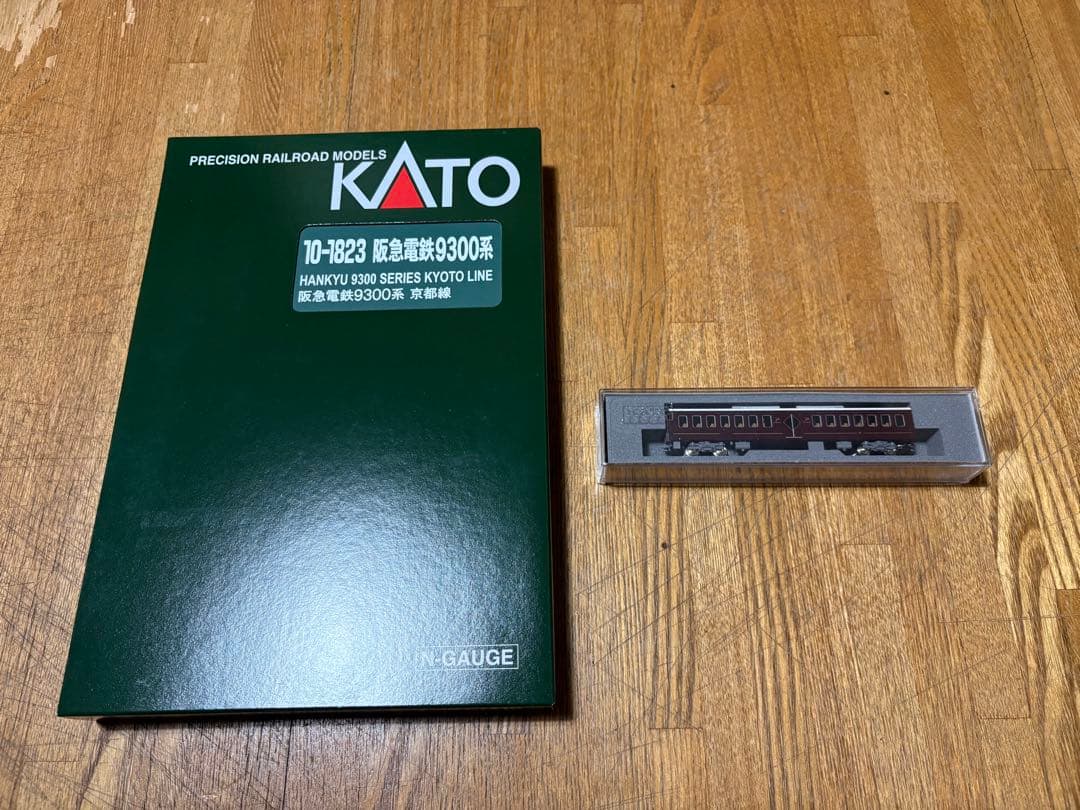 PRECISION RAILROAD MODELS
KATO
10-1823 阪急電鉄9300系
HANKYU 9300 SERIES KYOTO LINE
阪急電鉄9300系 京都線
N-GAUGE